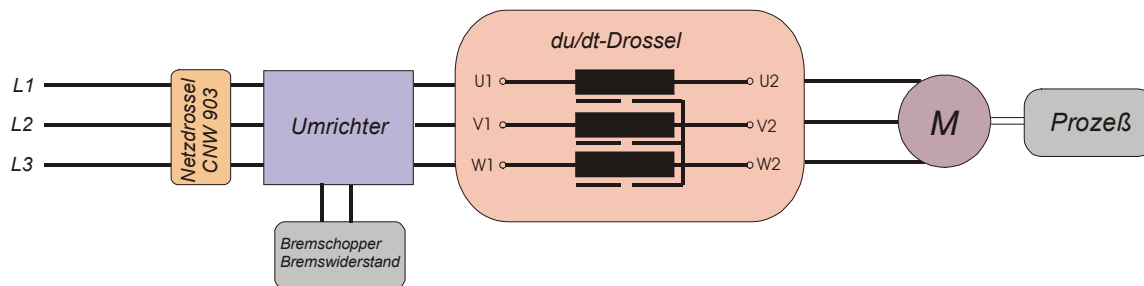 du/dt-Drossel
L1
L2
L3
Netzdrossel
CNW 903
Umrichter
U1
U2
V1
V2
W1
W2
M
Prozeß
Bremschopper
Bremswiderstand